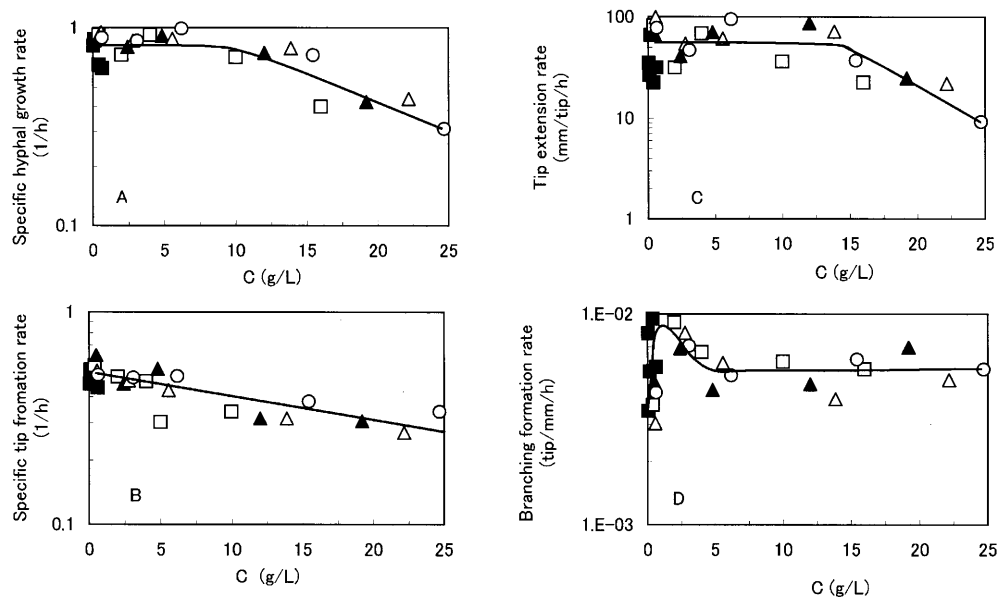 Specific hyphal growth rate
(1/h)
1
0.1
A
0 5 10 15 20 25
C (g/L)
Tip extension rate
(mm/tip/h)
100
10
1
C
0 5 10 15 20 25
C (g/L)
Specific tip fromation rate
(1/h)
1
0.1
B
0 5 10 15 20 25
C (g/L)
Branching formation rate
(tip/mm/h)
1.E-02
1.E-03
D
0 5 10 15 20 25
C (g/L)